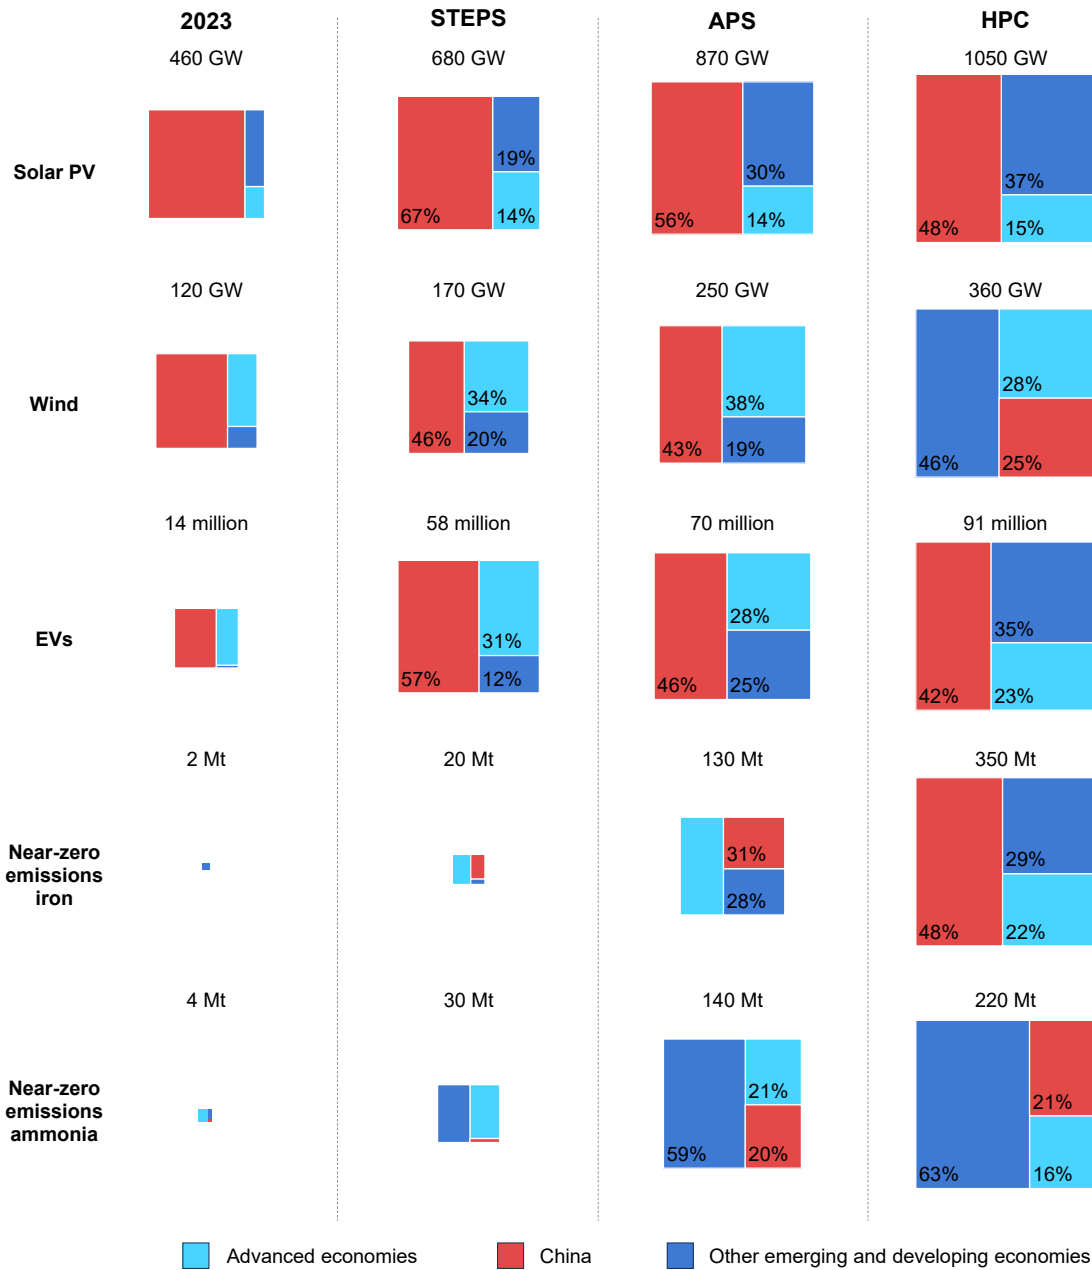 2023 STEPS APS HPC
460 GW 680 GW 870 GW 1050 GW
Solar PV
19% 30% 37%
67% 14% 56% 14% 48% 15%
120 GW 170 GW 250 GW 360 GW
Wind
34% 38% 28%
46% 20% 43% 19% 46% 25%
14 million 58 million 70 million 91 million
EVs
31% 28% 35%
57% 12% 46% 25% 42% 23%
2 Mt 20 Mt 130 Mt 350 Mt
Near-zero
emissions
iron
31% 29%
28% 48% 22%
4 Mt 30 Mt 140 Mt 220 Mt
Near-zero
emissions
ammonia
21% 21%
59% 20% 63% 16%
Advanced economies China Other emerging and developing economies